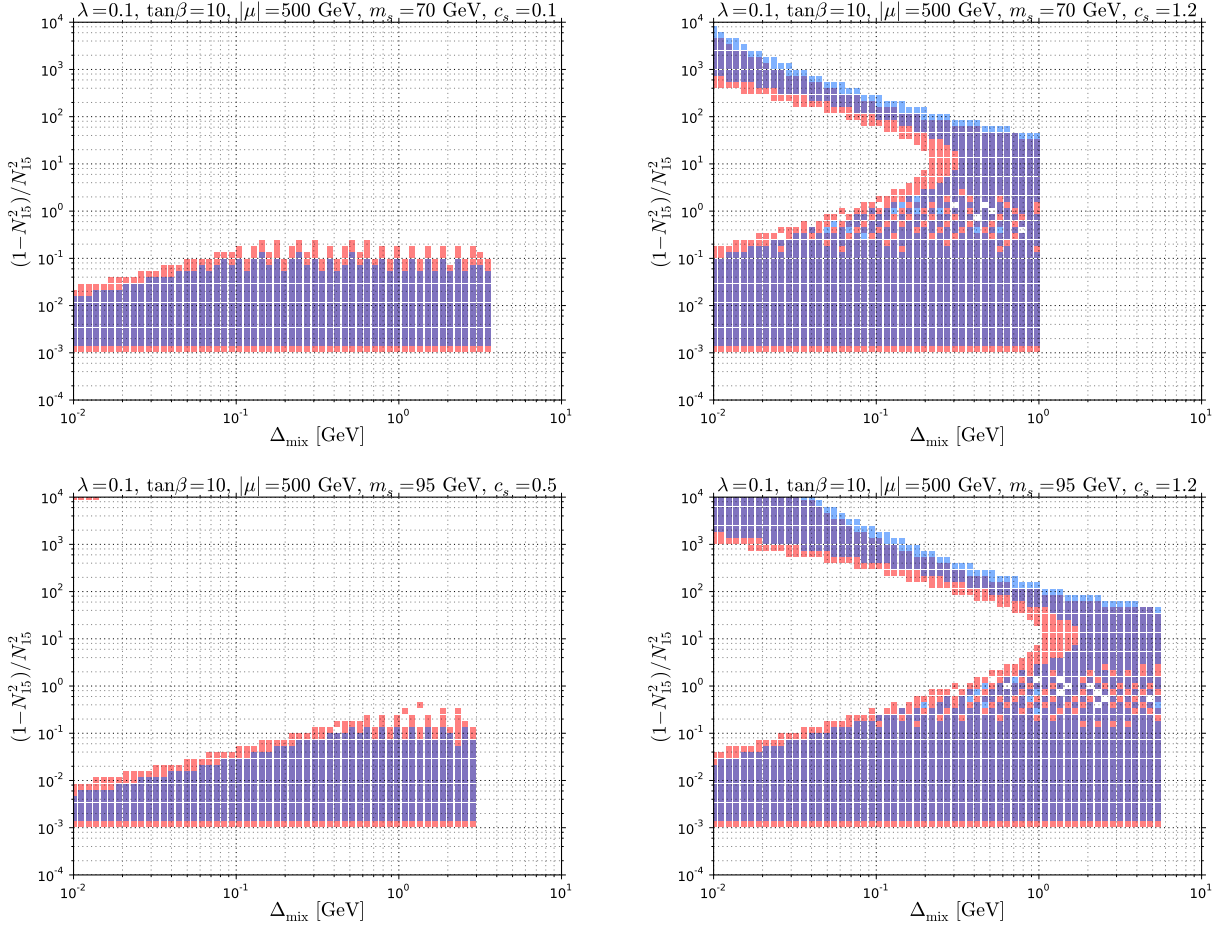 λ=0.1, tanβ=10, |μ|=500 GeV, m_s=70 GeV, c_s=0.1
10^4
10^3
10^2
10^1
10^0
10^-1
10^-2
10^-3
10^-4
(1−N_15^2)/N_15^2
10^-2 10^-1 10^0 10^1
Δ_mix [GeV]
λ=0.1, tanβ=10, |μ|=500 GeV, m_s=70 GeV, c_s=1.2
10^4
10^3
10^2
10^1
10^0
10^-1
10^-2
10^-3
10^-4
(1−N_15^2)/N_15^2
10^-2 10^-1 10^0 10^1
Δ_mix [GeV]
λ=0.1, tanβ=10, |μ|=500 GeV, m_s=95 GeV, c_s=0.5
10^4
10^3
10^2
10^1
10^0
10^-1
10^-2
10^-3
10^-4
(1−N_15^2)/N_15^2
10^-2 10^-1 10^0 10^1
Δ_mix [GeV]
λ=0.1, tanβ=10, |μ|=500 GeV, m_s=95 GeV, c_s=1.2
10^4
10^3
10^2
10^1
10^0
10^-1
10^-2
10^-3
10^-4
(1−N_15^2)/N_15^2
10^-2 10^-1 10^0 10^1
Δ_mix [GeV]